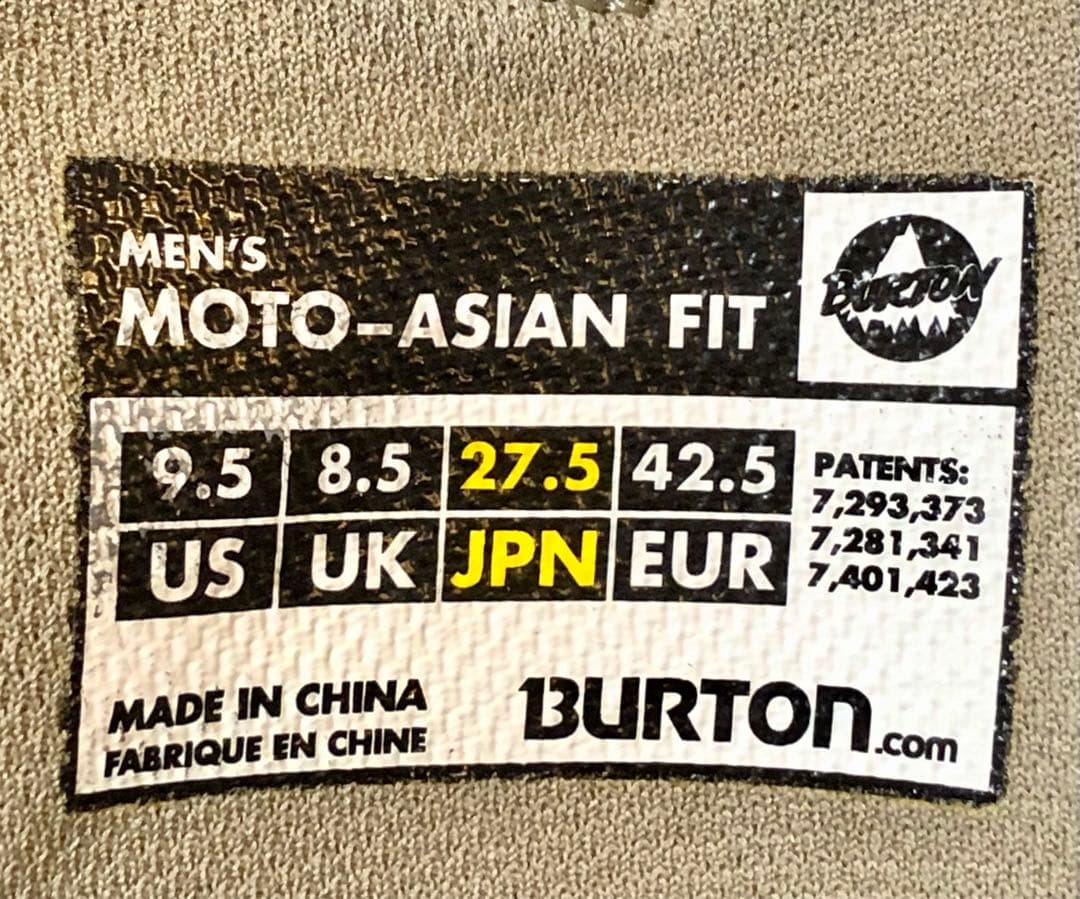 MEN'S
MOTO-ASIAN FIT
BURTON
9.5 8.5 27.5 42.5
US UK JPN EUR
PATENTS:
7,293,373
7,281,341
7,401,423
MADE IN CHINA
FABRIQUE EN CHINE
BURTON.com